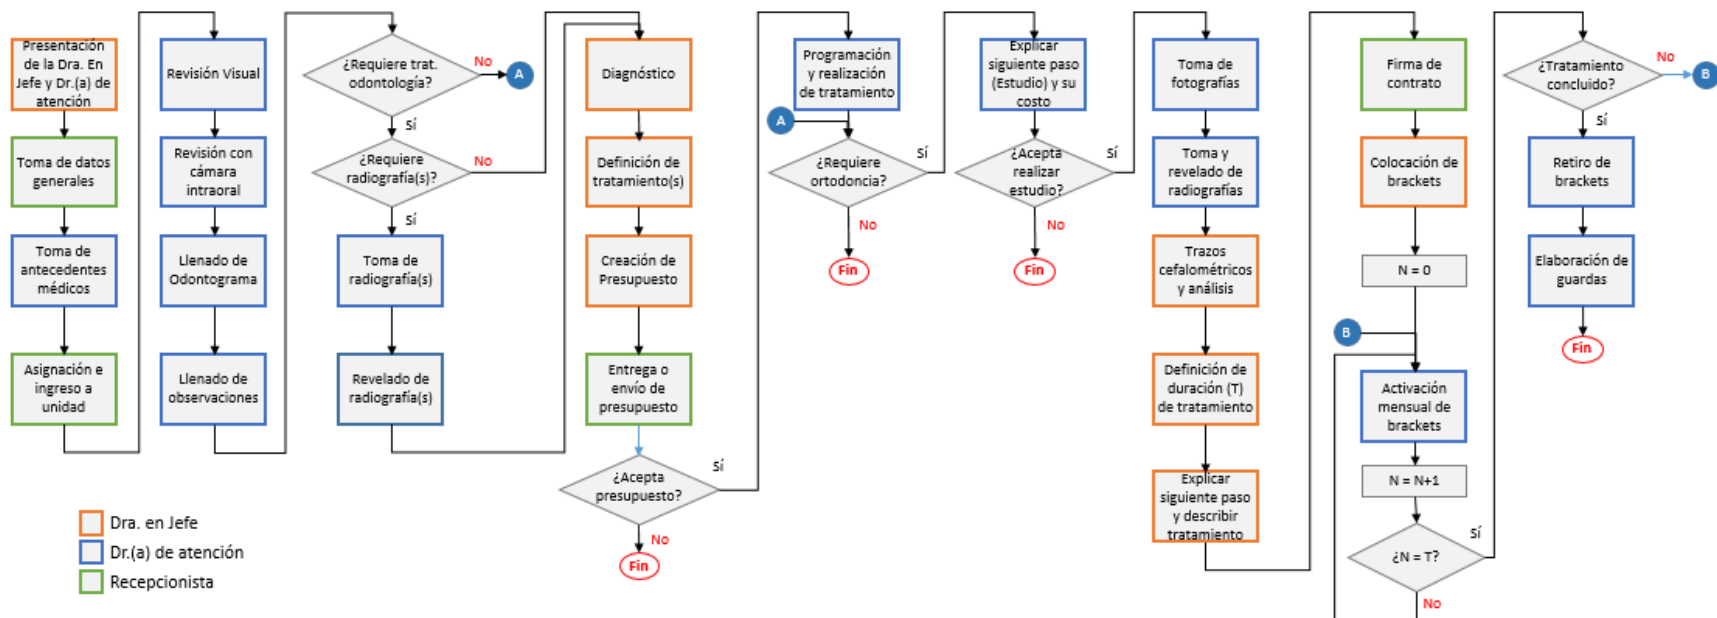 Presentación
de la Dra. En
Jefe y Dr.(a) de
atención
Toma de datos
generales
Toma de
antecedentes
médicos
Asignación e
ingreso a
unidad
Revisión Visual
Revisión con
cámara
intraoral
Llenado de
Odontograma
Llenado de
observaciones
¿Requiere trat.
odontología?
No
A
Sí
¿Requiere
radiografía(s)?
No
Sí
Toma de
radiografía(s)
Revelado de
radiografía(s)
Diagnóstico
Definición de
tratamiento(s)
Creación de
Presupuesto
Entrega o
envío de
presupuesto
¿Acepta
presupuesto?
Sí
No
Fin
Programación
y realización
de tratamiento
A
¿Requiere
ortodoncia?
Sí
No
Fin
Explicar
siguiente paso
(Estudio) y su
costo
¿Acepta
realizar
estudio?
Sí
No
Fin
Toma de
fotografías
Toma y
revelado de
radiografías
Trazos
cefalométricos
y análisis
Definición de
duración (T)
de tratamiento
Explicar
siguiente paso
y describir
tratamiento
Firma de
contrato
Colocación de
brackets
N = 0
B
Activación
mensual de
brackets
N = N+1
¿N = T?
Sí
No
¿Tratamiento
concluido?
No
B
Sí
Retiro de
brackets
Elaboración de
guardas
Fin
Dra. en Jefe
Dr.(a) de atención
Recepcionista